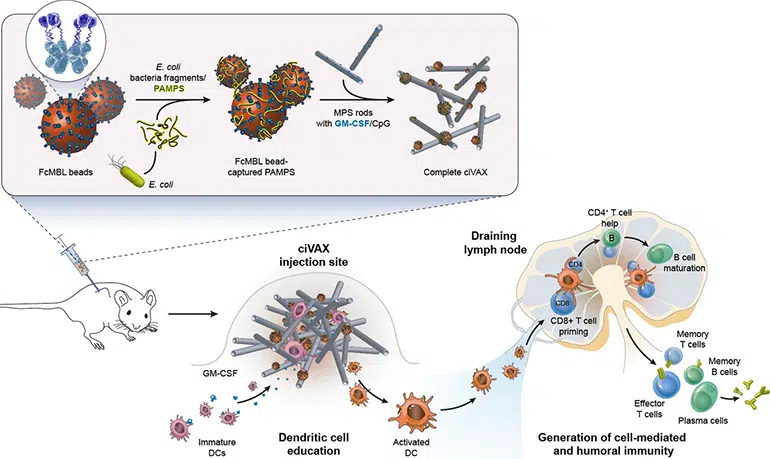 E. coli
bacteria fragments/
PAMPS
MPS rods
with GM-CSF/CpG
FcMBL beads
E. coli
FcMBL bead-
captured PAMPS
Complete ciVAX
ciVAX
injection site
GM-CSF
Immature
DCs
Dendritic cell
education
Activated
DC
Draining
lymph node
CD4⁺ T cell
help
B
CD4
CD8
CD8+ T cell
priming
B cell
maturation
Memory
T cells
Memory
B cells
Effector
T cells
Plasma cells
Generation of cell-mediated
and humoral immunity